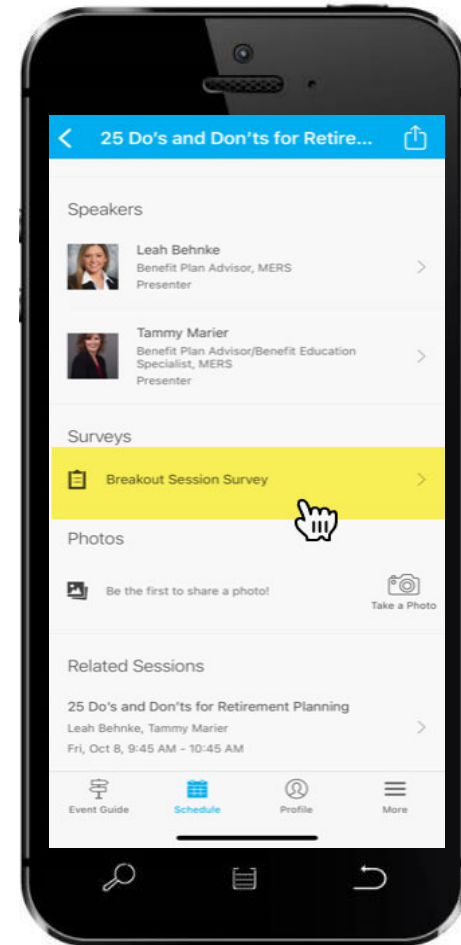 25 Do's and Don'ts for Retire...
Speakers
Leah Behnke
Benefit Plan Advisor, MERS
Presenter
Tammy Marier
Benefit Plan Advisor/Benefit Education
Specialist, MERS
Presenter
Surveys
Breakout Session Survey
Photos
Be the first to share a photo!
Take a Photo
Related Sessions
25 Do's and Don'ts for Retirement Planning
Leah Behnke, Tammy Marier
Fri, Oct 8, 9:45 AM - 10:45 AM
Event Guide
Schedule
Profile
More